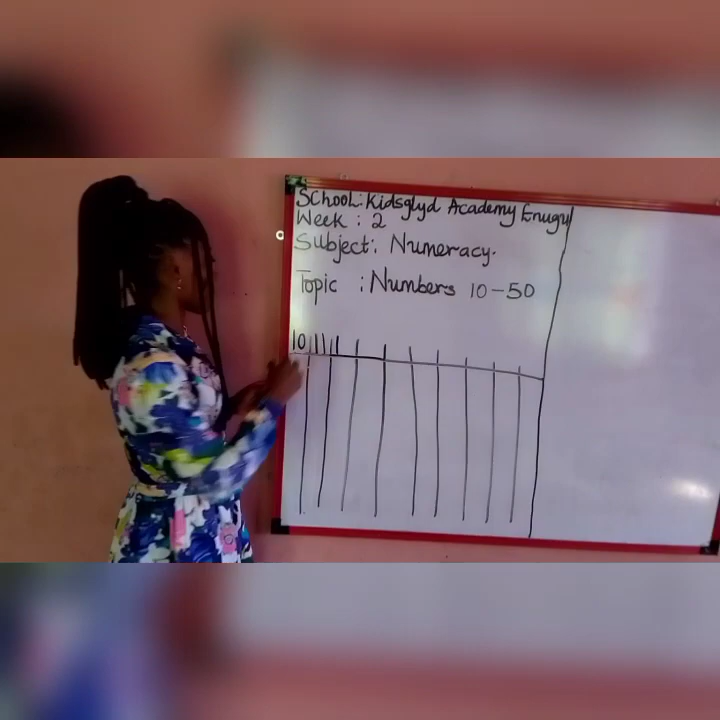 SChooL: Kidsglyd Academy Enugu
Week : 2
Subject: Numeracy.
Topic : Numbers 10-50
10